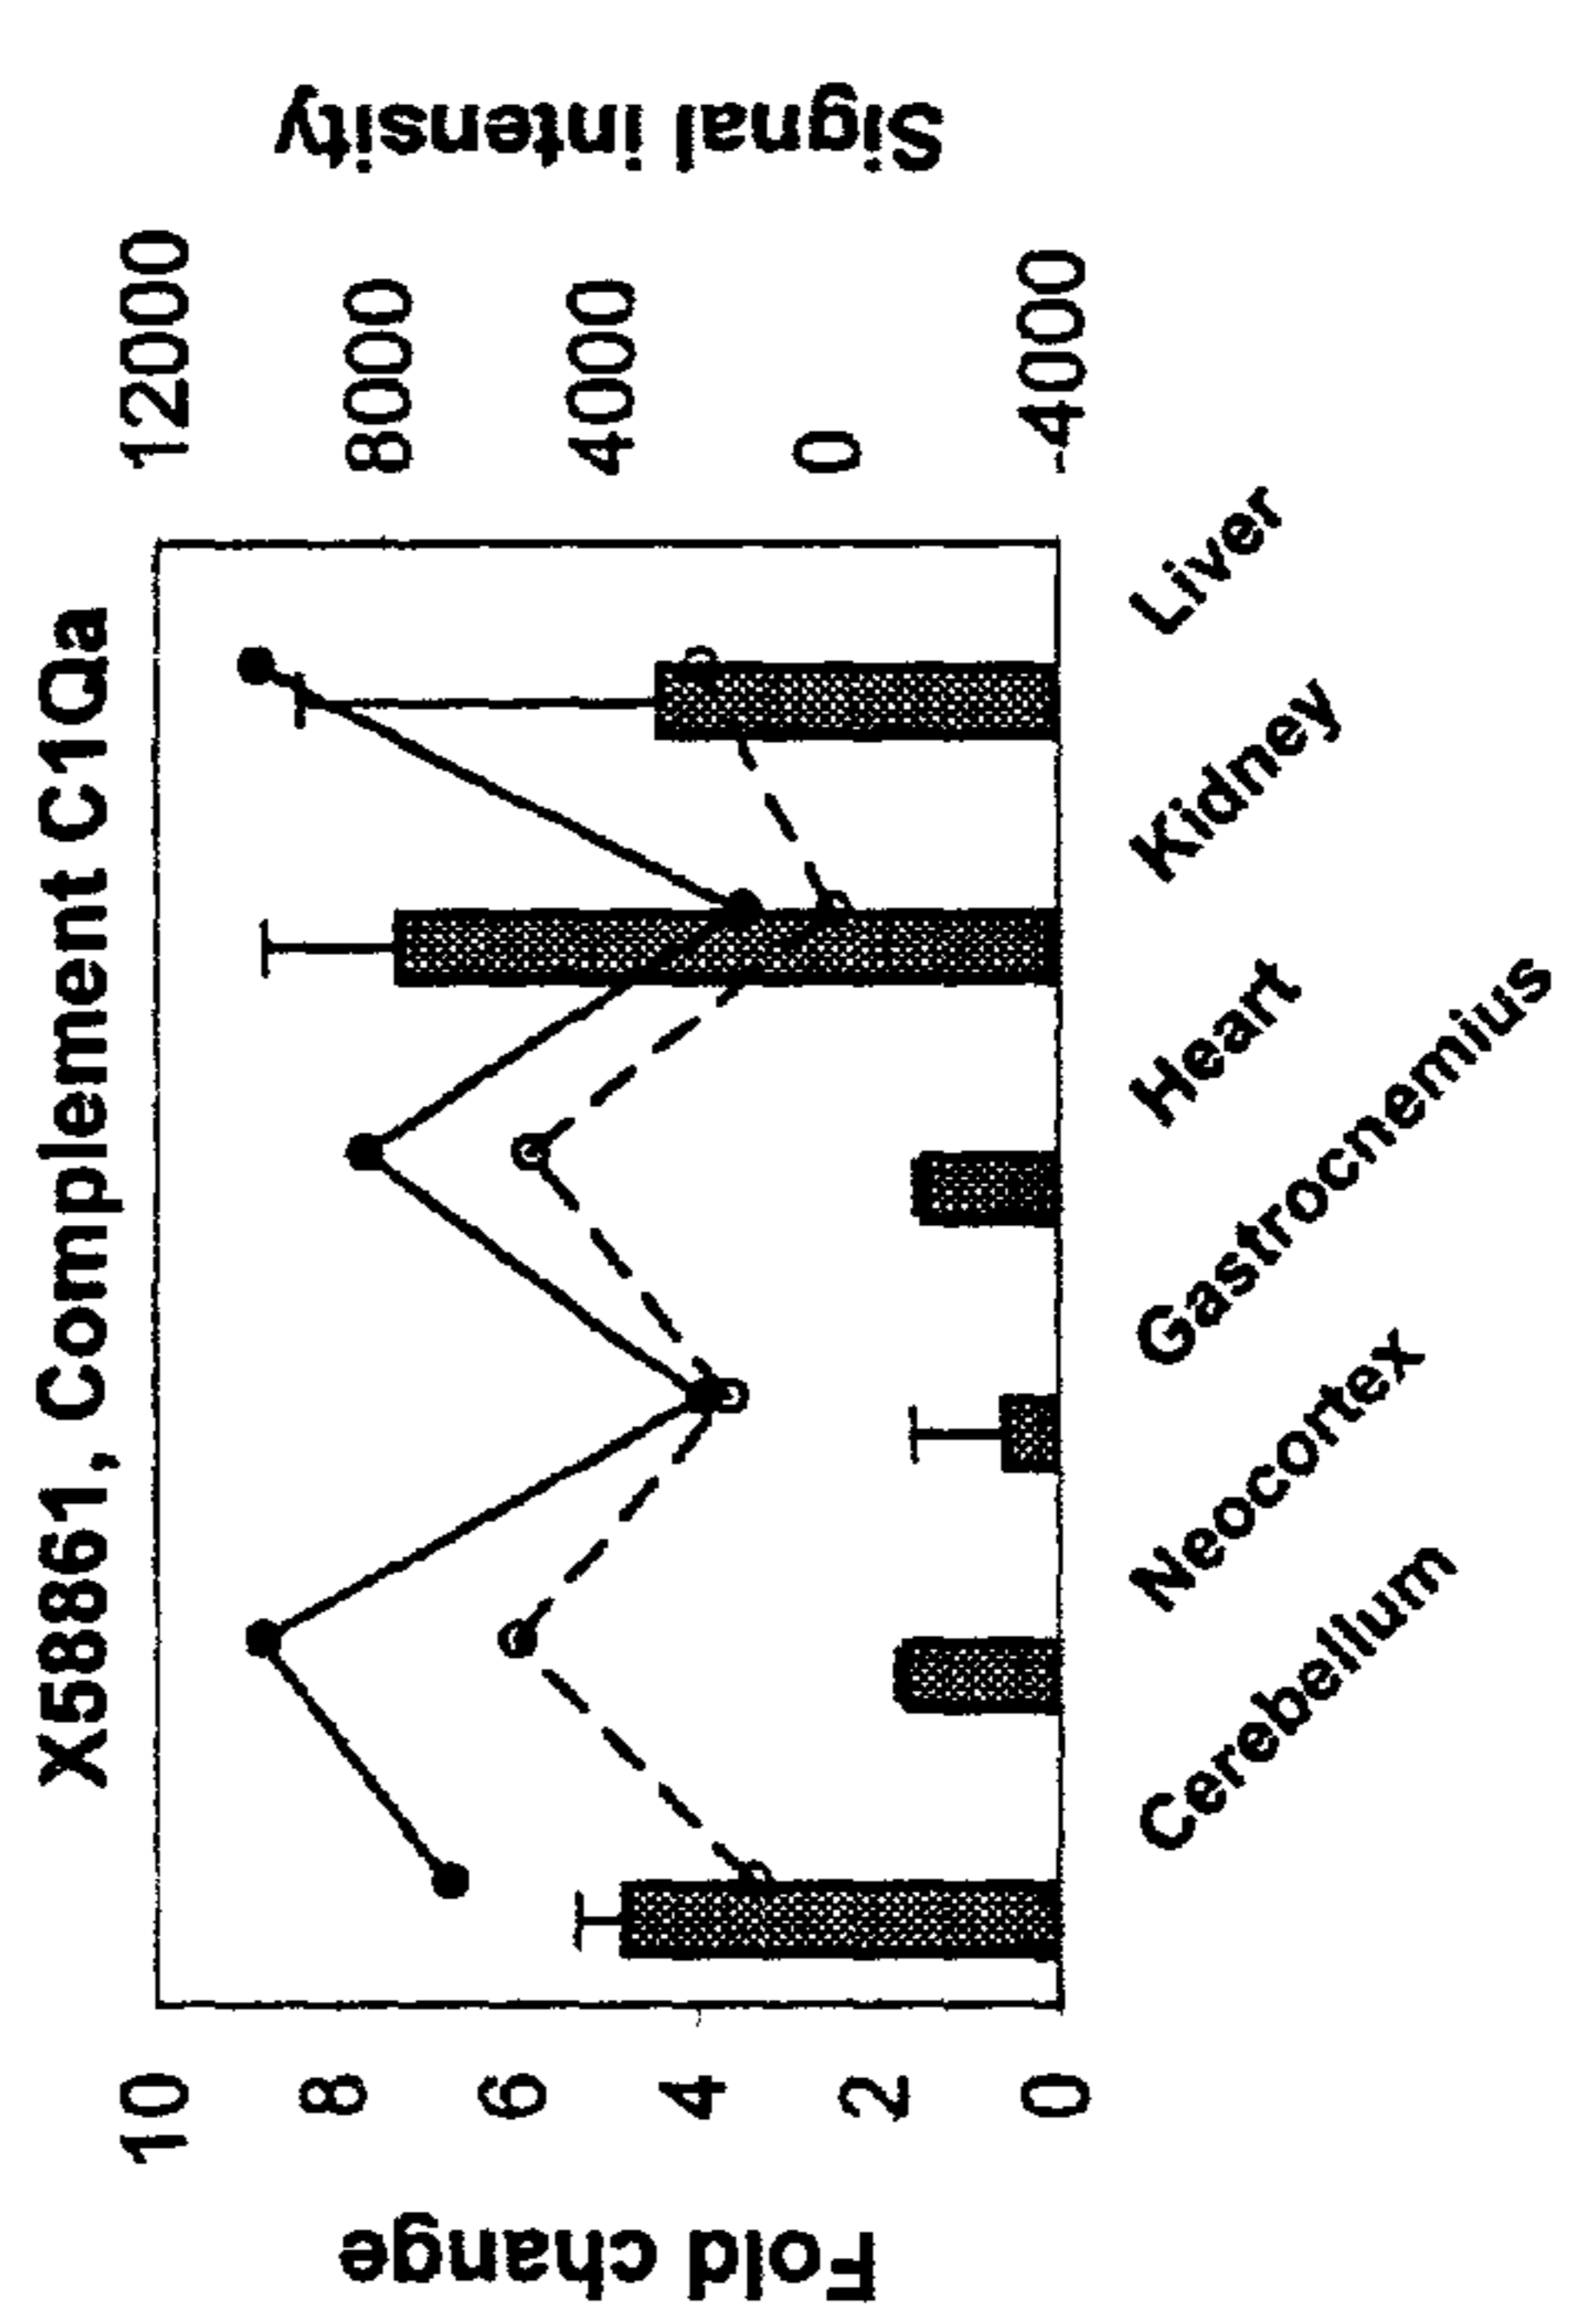 X58861, Complement C1Qa
Fold change
10
8
6
4
2
0
Signal intensity
12000
8000
4000
0
-4000
Cerebellum
Neocortex
Gastrocnemius
Heart
Kidney
Liver